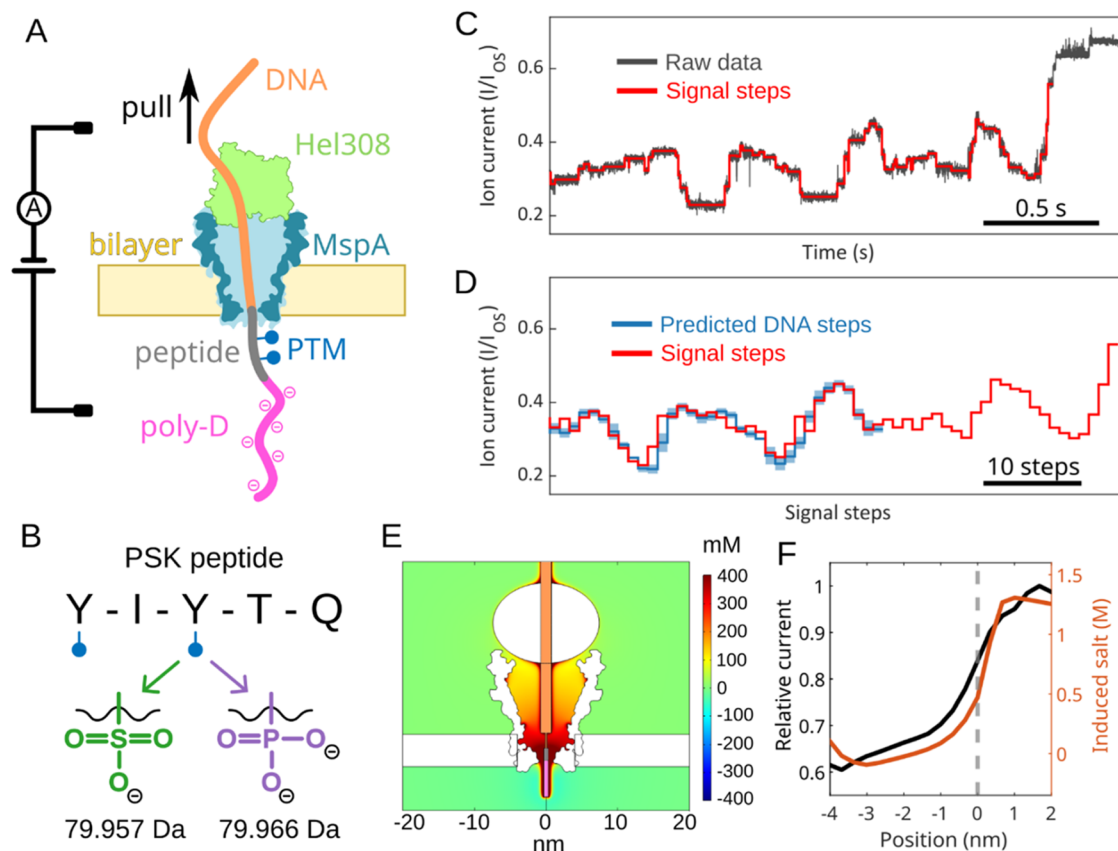 A
DNA
pull
Hel308
A
bilayer
MspA
peptide
PTM
poly-D
B
PSK peptide
Y - I - Y - T - Q
O=S=O
O
⊖
O=P-O
⊖
O
⊖
79.957 Da
79.966 Da
C
Ion current (I/I_OS)
0.6
0.4
0.2
Raw data
Signal steps
0.5 s
Time (s)
D
Ion current (I/I_OS)
0.6
0.4
0.2
Predicted DNA steps
Signal steps
10 steps
Signal steps
E
mM
400
300
200
100
0
-100
-200
-300
-400
-20
-10
0
10
20
nm
F
Relative current
1
0.9
0.8
0.7
0.6
1.5
1
0.5
0
Induced salt (M)
-4
-3
-2
-1
0
1
2
Position (nm)